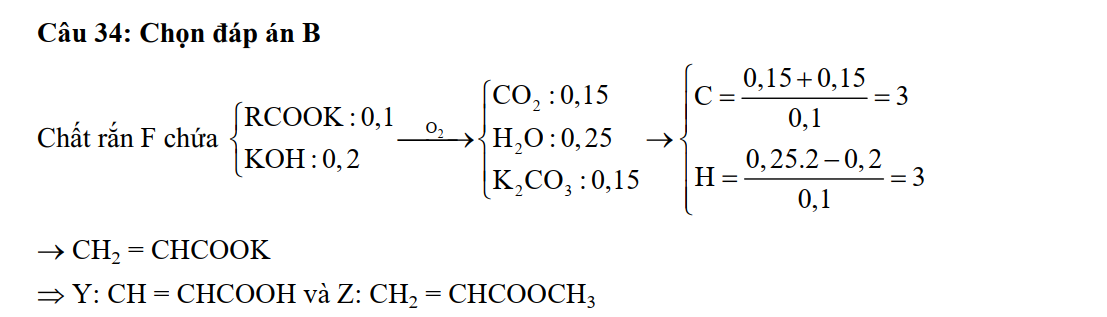 Câu 34: Chọn đáp án B
Chất rắn F chứa {RCOOK : 0,1 KOH : 0, 2 —O₂→ {CO₂ : 0,15 H₂O : 0, 25 K₂CO₃ : 0,15 → {C = (0,15 + 0,15)/0,1 = 3 H = (0,25.2 − 0,2)/0,1 = 3
→ CH₂ = CHCOOK
⇒ Y: CH = CHCOOH và Z: CH₂ = CHCOOCH₃